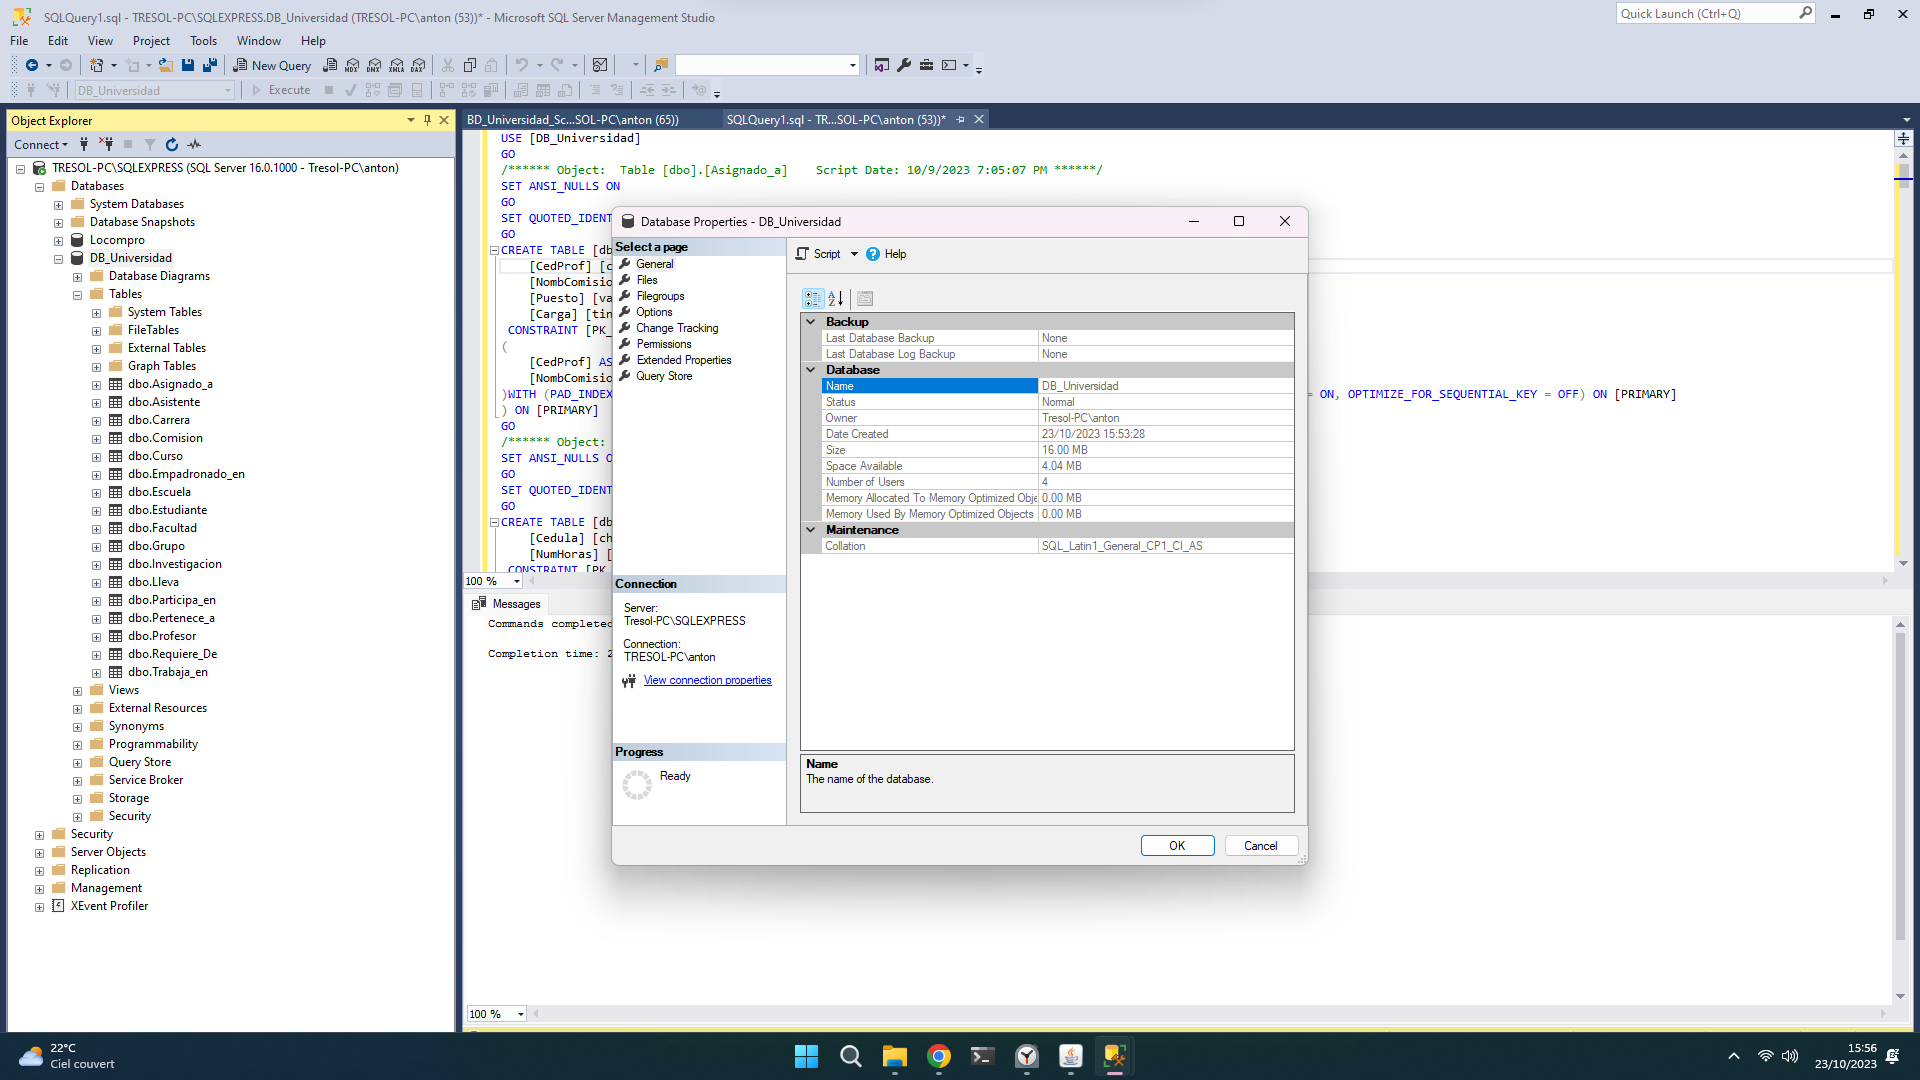 SQLQuery1.sql - TRESOL-PC\SQLEXPRESS.DB_Universidad (TRESOL-PC\anton (53))* - Microsoft SQL Server Management Studio
Quick Launch (Ctrl+Q)
File Edit View Project Tools Window Help
New Query
MDX DMX XMLA DAX
DB_Universidad
Execute
Object Explorer
Connect
TRESOL-PC\SQLEXPRESS (SQL Server 16.0.1000 - Tresol-PC\anton)
Databases
System Databases
Database Snapshots
Locompro
DB_Universidad
Database Diagrams
Tables
System Tables
FileTables
External Tables
Graph Tables
dbo.Asignado_a
dbo.Asistente
dbo.Carrera
dbo.Comision
dbo.Curso
dbo.Empadronado_en
dbo.Escuela
dbo.Estudiante
dbo.Facultad
dbo.Grupo
dbo.Investigacion
dbo.Lleva
dbo.Participa_en
dbo.Pertenece_a
dbo.Profesor
dbo.Requiere_De
dbo.Trabaja_en
Views
External Resources
Synonyms
Programmability
Query Store
Service Broker
Storage
Security
Security
Server Objects
Replication
Management
XEvent Profiler
BD_Universidad_Sc...SOL-PC\anton (65))
SQLQuery1.sql - TR...SOL-PC\anton (53))*
USE [DB_Universidad]
GO
/****** Object:  Table [dbo].[Asignado_a]    Script Date: 10/9/2023 7:05:07 PM ******/
SET ANSI_NULLS ON
GO
SET QUOTED_IDENT
GO
CREATE TABLE [db
[CedProf] [c
[NombComisio
[Puesto] [va
[Carga] [tin
CONSTRAINT [PK_
(
[CedProf] AS
[NombComisio
)WITH (PAD_INDEX
= ON, OPTIMIZE_FOR_SEQUENTIAL_KEY = OFF) ON [PRIMARY]
) ON [PRIMARY]
GO
/****** Object:
SET ANSI_NULLS O
GO
SET QUOTED_IDENT
GO
CREATE TABLE [db
[Cedula] [ch
[NumHoras] [
CONSTRAINT [PK
100 %
Messages
Commands completed
Completion time: 2
100 %
Database Properties - DB_Universidad
Select a page
General
Files
Filegroups
Options
Change Tracking
Permissions
Extended Properties
Query Store
Connection
Server:
Tresol-PC\SQLEXPRESS
Connection:
TRESOL-PC\anton
View connection properties
Progress
Ready
Script Help
Backup
Last Database Backup None
Last Database Log Backup None
Database
Name DB_Universidad
Status Normal
Owner Tresol-PC\anton
Date Created 23/10/2023 15:53:28
Size 16.00 MB
Space Available 4.04 MB
Number of Users 4
Memory Allocated To Memory Optimized Obje 0.00 MB
Memory Used By Memory Optimized Objects 0.00 MB
Maintenance
Collation SQL_Latin1_General_CP1_CI_AS
Name
The name of the database.
OK Cancel
22°C
Ciel couvert
15:56
23/10/2023